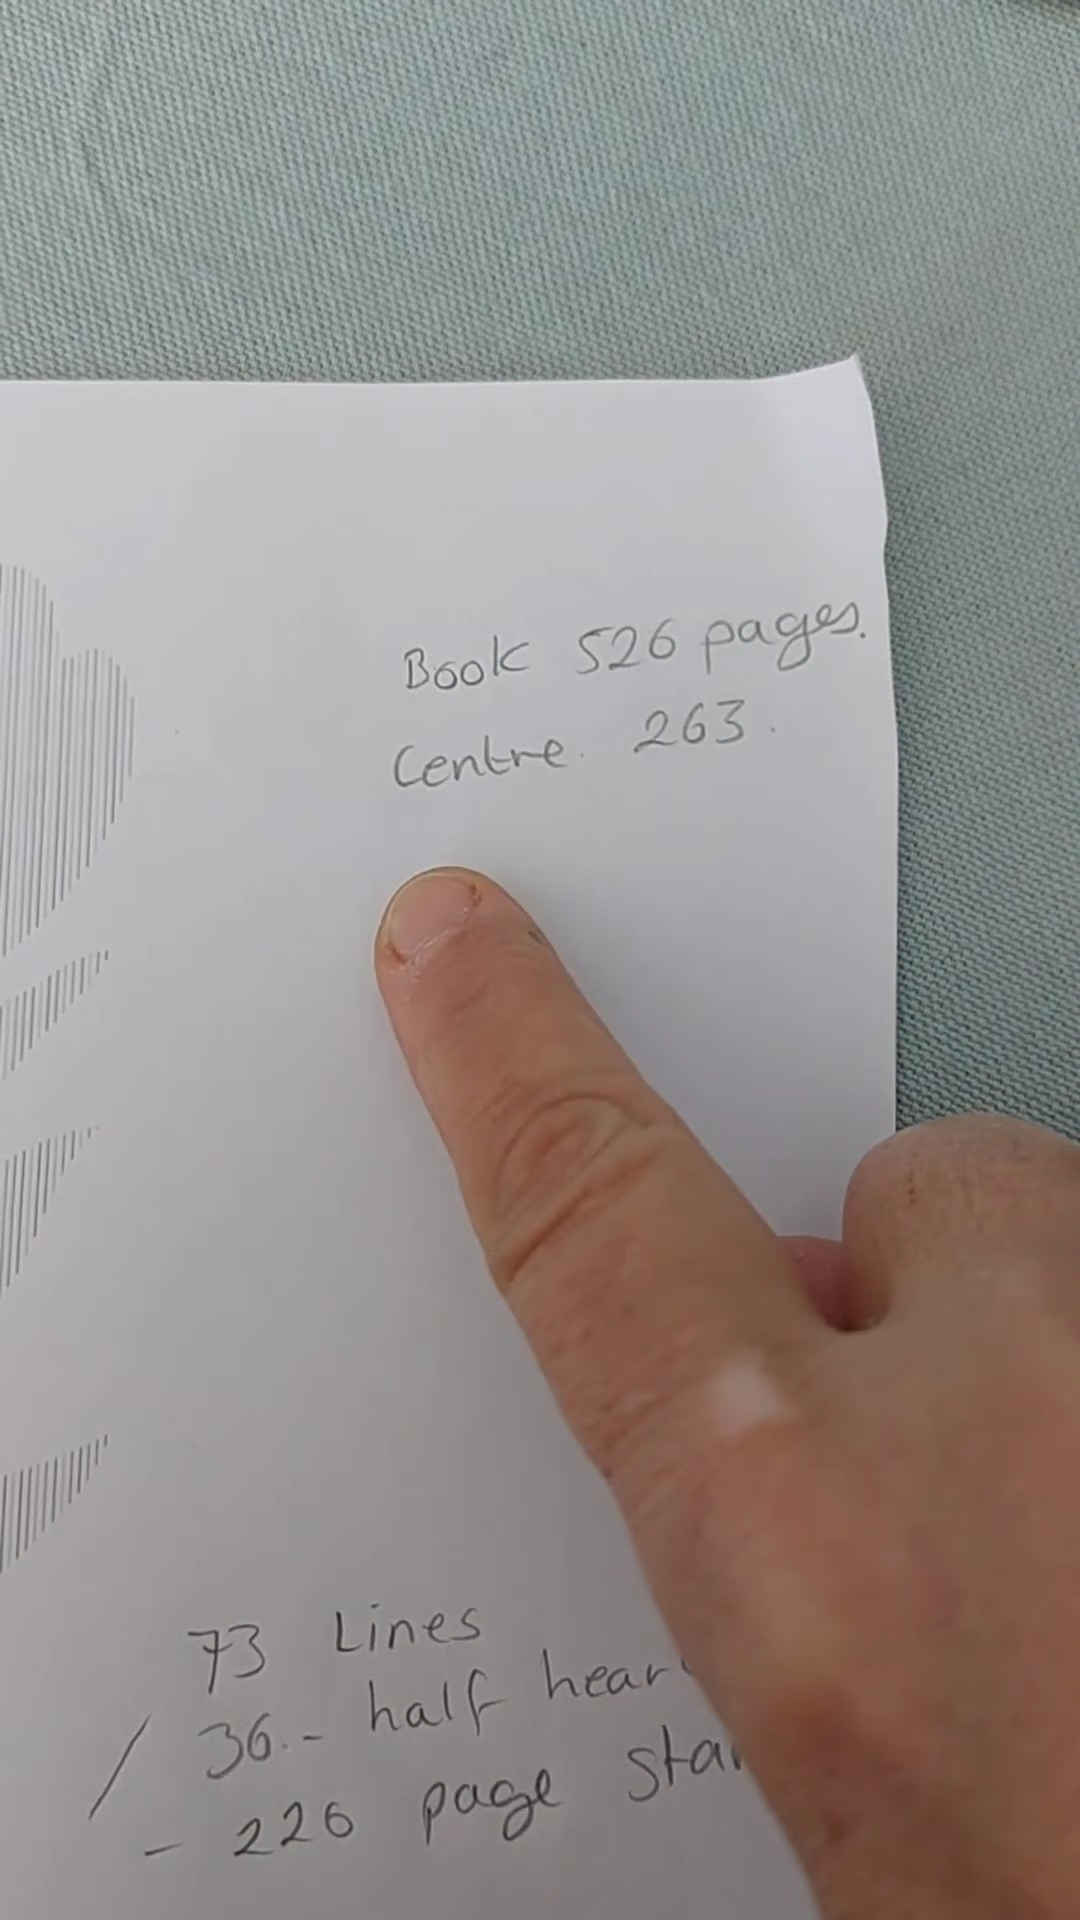 Book 526 pages.
Centre. 263.
73 Lines
/ 36.- half
- 226 page